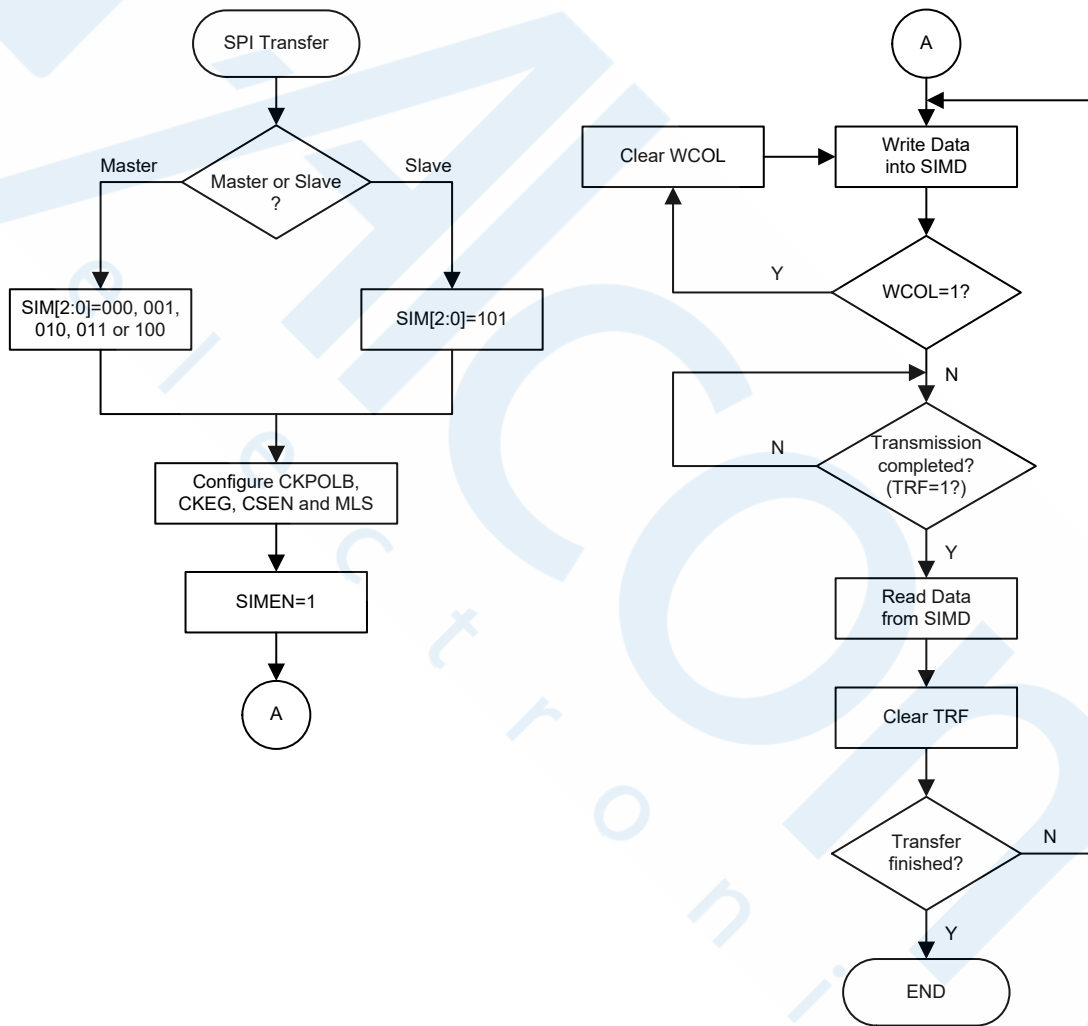 SPI Transfer
Master or Slave
?
Master
Slave
SIM[2:0]=000, 001,
010, 011 or 100
SIM[2:0]=101
Configure CKPOLB,
CKEG, CSEN and MLS
SIMEN=1
A
A
Clear WCOL
Write Data
into SIMD
Y
WCOL=1?
N
N
Transmission
completed?
(TRF=1?)
Y
Read Data
from SIMD
Clear TRF
Transfer
finished?
N
Y
END